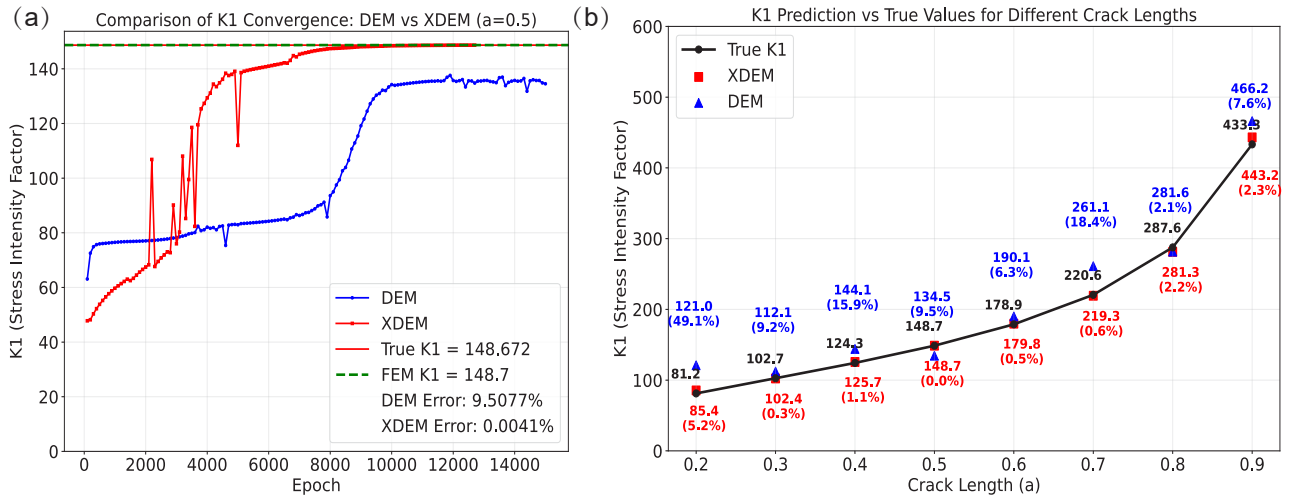 (a)
Comparison of K1 Convergence: DEM vs XDEM (a=0.5)
K1 (Stress Intensity Factor)
140
120
100
80
60
40
20
0
DEM
XDEM
True K1 = 148.672
FEM K1 = 148.7
DEM Error: 9.5077%
XDEM Error: 0.0041%
0 2000 4000 6000 8000 10000 12000 14000
Epoch
(b)
K1 Prediction vs True Values for Different Crack Lengths
K1 (Stress Intensity Factor)
600
500
400
300
200
100
0
True K1
XDEM
DEM
121.0
(49.1%)
81.2
85.4
(5.2%)
112.1
(9.2%)
102.7
102.4
(0.3%)
144.1
(15.9%)
124.3
125.7
(1.1%)
134.5
(9.5%)
148.7
148.7
(0.0%)
190.1
(6.3%)
178.9
179.8
(0.5%)
261.1
(18.4%)
220.6
219.3
(0.6%)
281.6
(2.1%)
287.6
281.3
(2.2%)
466.2
(7.6%)
433.3
443.2
(2.3%)
0.2 0.3 0.4 0.5 0.6 0.7 0.8 0.9
Crack Length (a)